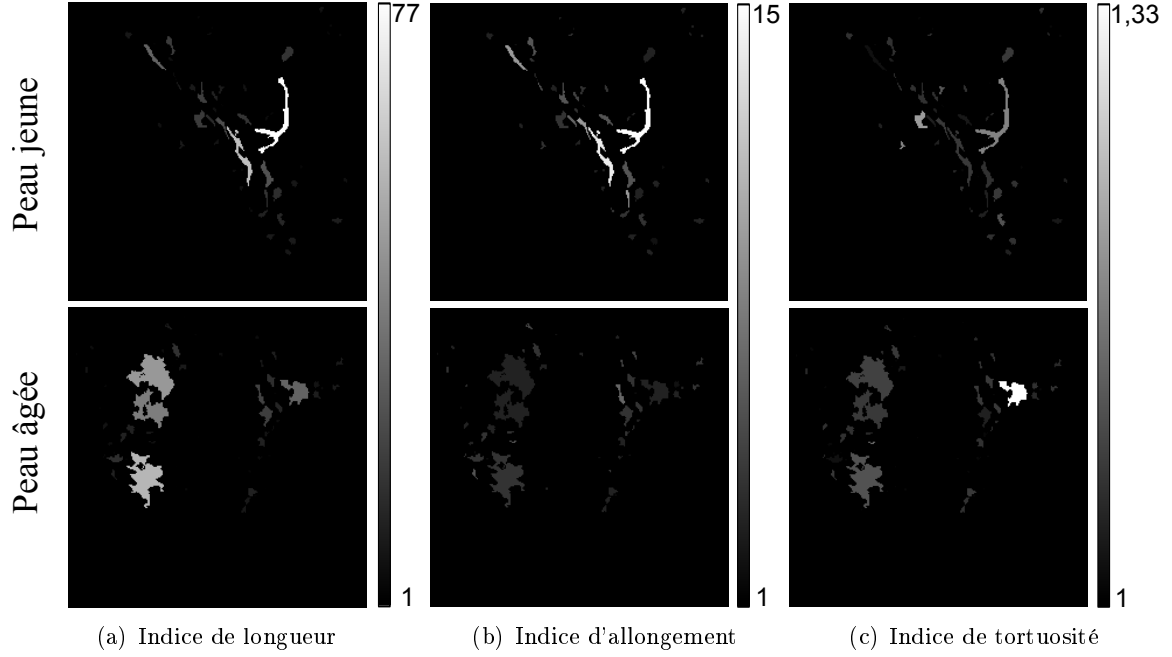 Peau jeune
77
15
1,33
Peau âgée
1
1
1
(a) Indice de longueur
(b) Indice d'allongement
(c) Indice de tortuosité